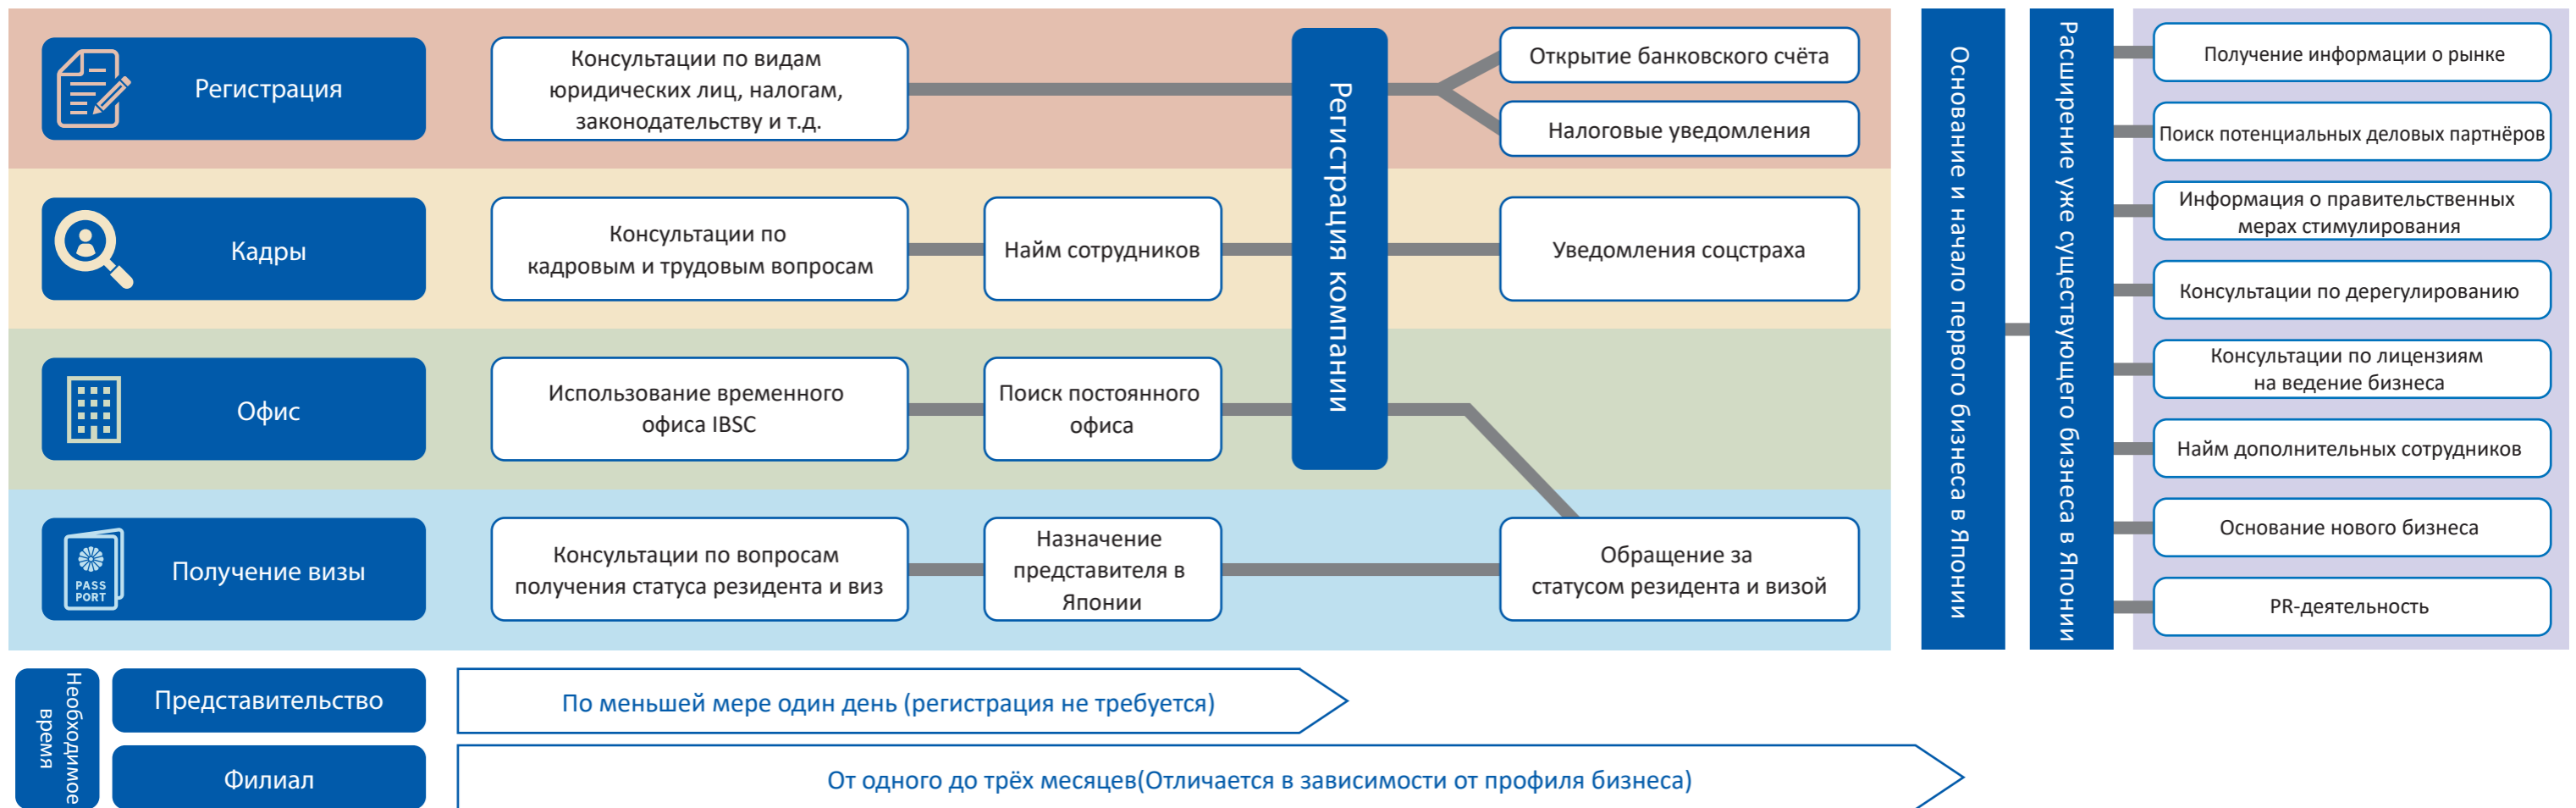 Регистрация
Консультации по видам
юридических лиц, налогам,
законодательству и т.д.
Регистрация компании
Открытие банковского счёта
Налоговые уведомления
Кадры
Консультации по
кадровым и трудовым вопросам
Найм сотрудников
Уведомления соцстраха
Офис
Использование временного
офиса IBSC
Поиск постоянного
офиса
PASS
PORT
Получение визы
Консультации по вопросам
получения статуса резидента и виз
Назначение
представителя в
Японии
Обращение за
статусом резидента и визой
Основание и начало первого бизнеса в Японии
Расширение уже существующего бизнеса в Японии
Получение информации о рынке
Поиск потенциальных деловых партнёров
Информация о правительственных
мерах стимулирования
Консультации по дерегулированию
Консультации по лицензиям
на ведение бизнеса
Найм дополнительных сотрудников
Основание нового бизнеса
PR-деятельность
Необходимое
время
Представительство
По меньшей мере один день (регистрация не требуется)
Филиал
От одного до трёх месяцев(Отличается в зависимости от профиля бизнеса)